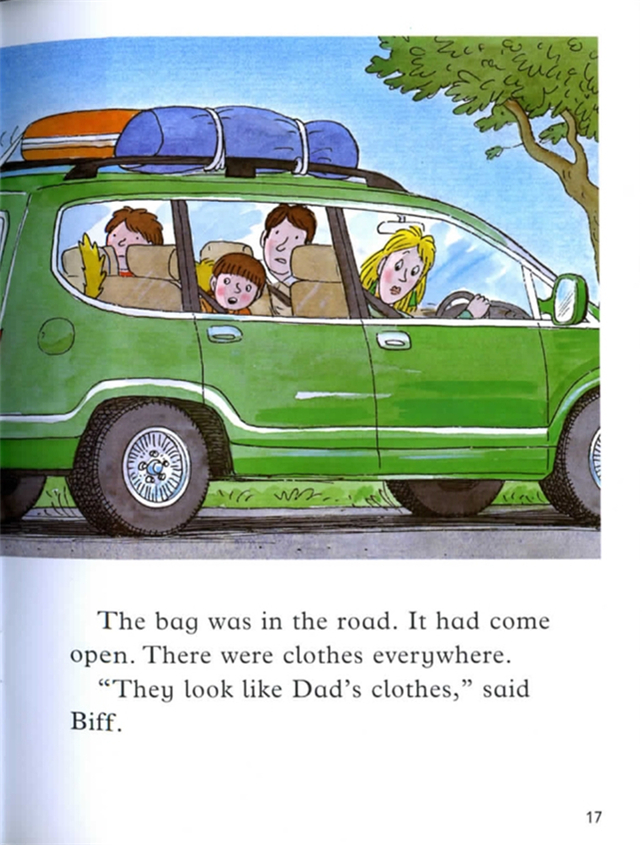 The bag was in the road. It had come
open. There were clothes everywhere.
“They look like Dad’s clothes,” said
Biff.
17